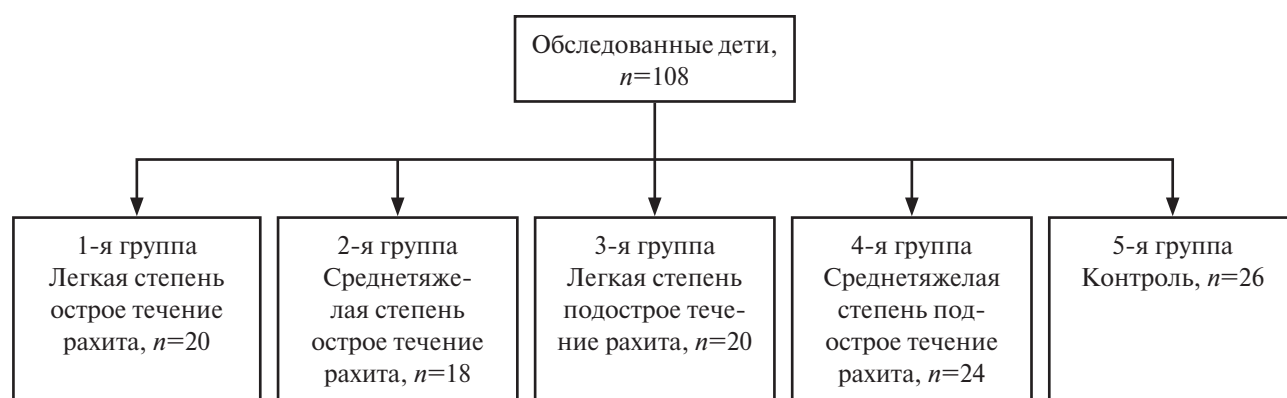 Обследованные дети,
n=108
1-я группа
Легкая степень
острое течение
рахита, n=20
2-я группа
Среднетяже-
лая степень
острое течение
рахита, n=18
3-я группа
Легкая степень
подострое тече-
ние рахита, n=20
4-я группа
Среднетяжелая
степень под-
острое течение
рахита, n=24
5-я группа
Контроль, n=26